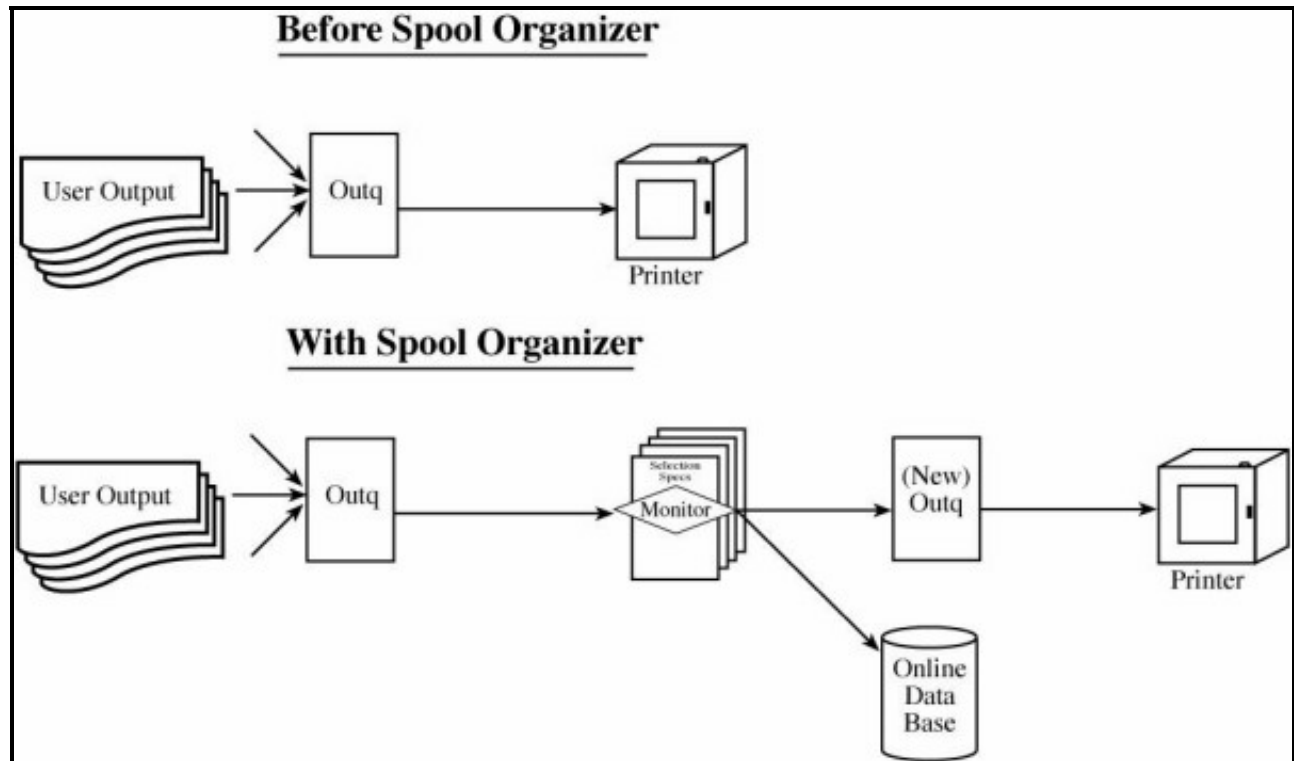 Before Spool Organizer
User Output
Outq
Printer
With Spool Organizer
User Output
Outq
Selection
Specs
Monitor
(New)
Outq
Printer
Online
Data
Base